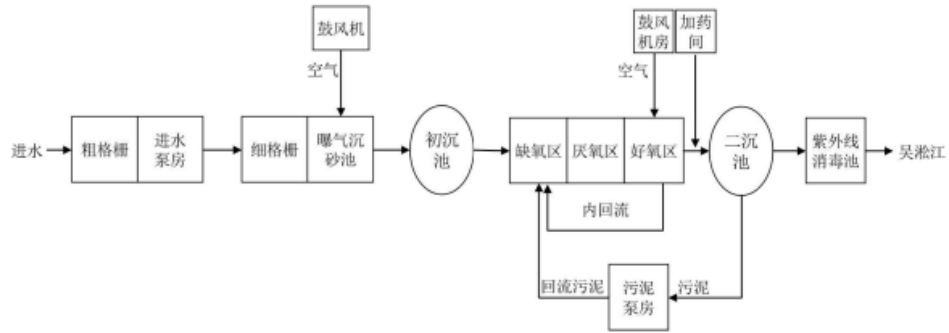 鼓风机
鼓风
机房
加药
间
空气
空气
进水
粗格栅
进水
泵房
细格栅
曝气沉
砂池
初沉
池
缺氧区
厌氧区
好氧区
二沉
池
紫外线
消毒池
吴淞江
内回流
回流污泥
污泥
泵房
污泥